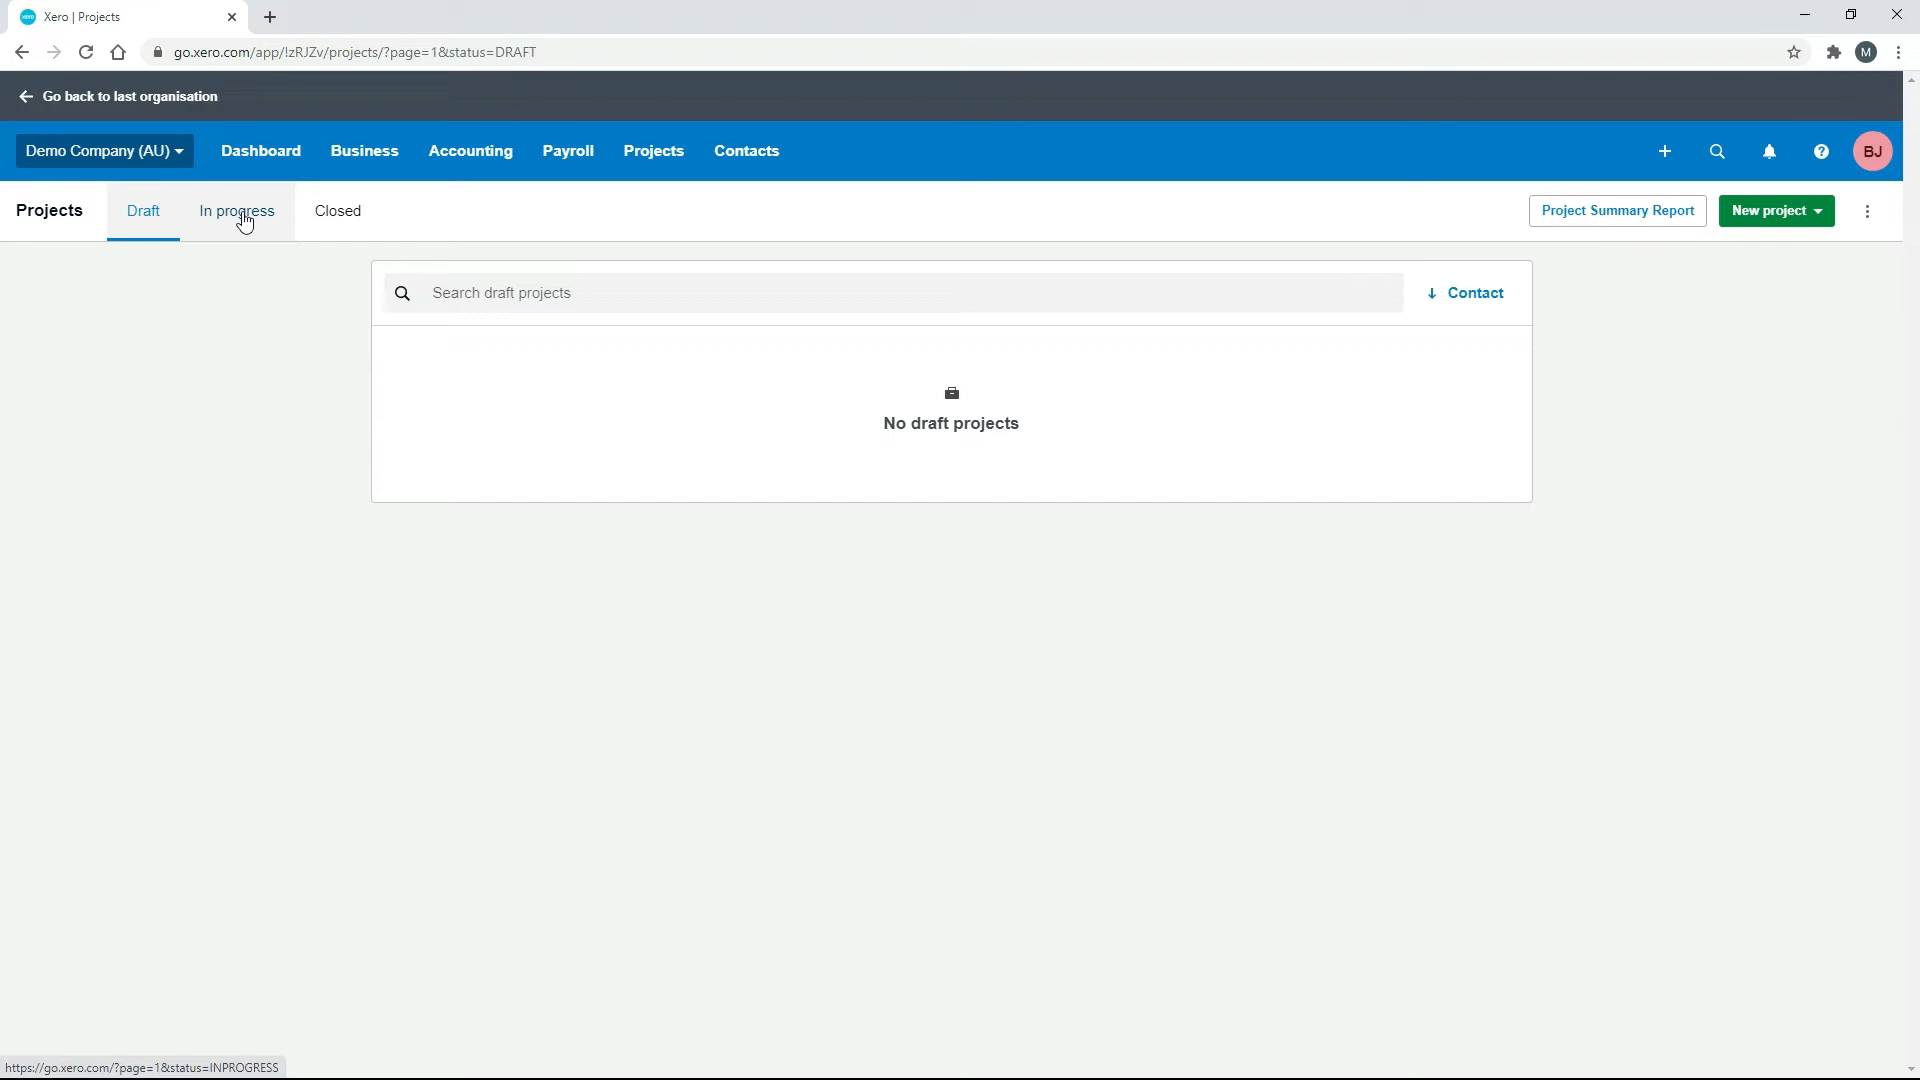 xero Xero | Projects
go.xero.com/app/!zRJZv/projects/?page=1&status=DRAFT
M
Go back to last organisation
Demo Company (AU) Dashboard Business Accounting Payroll Projects Contacts
BJ
Projects Draft In progress Closed Project Summary Report New project
Search draft projects Contact
No draft projects
https://go.xero.com/?page=1&status=INPROGRESS